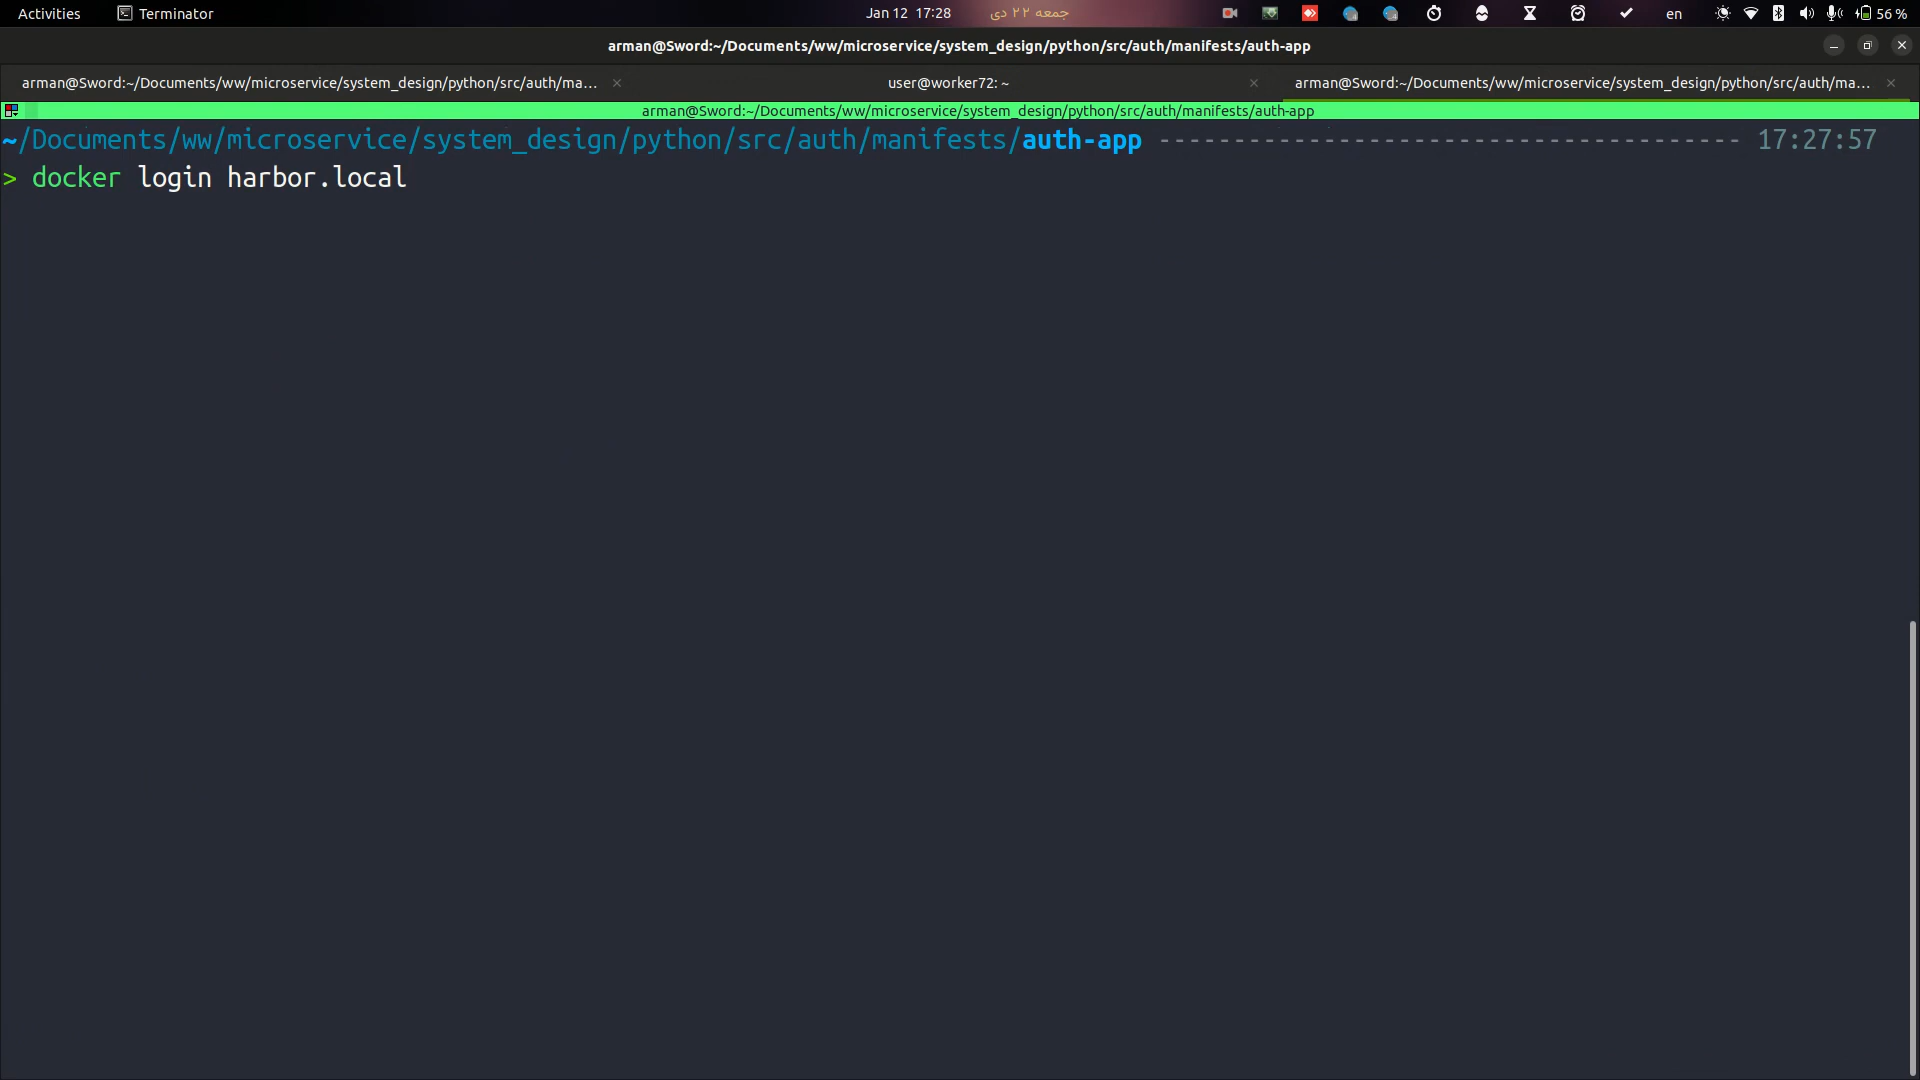 Activities Terminator Jan 12 17:28 جمعه ۲۲ دی en 56 %
arman@Sword:~/Documents/ww/microservice/system_design/python/src/auth/manifests/auth-app
arman@Sword:~/Documents/ww/microservice/system_design/python/src/auth/ma... user@worker72: ~ arman@Sword:~/Documents/ww/microservice/system_design/python/src/auth/ma...
arman@Sword:~/Documents/ww/microservice/system_design/python/src/auth/manifests/auth-app
~/Documents/ww/microservice/system_design/python/src/auth/manifests/auth-app --------------------------------------- 17:27:57
> docker login harbor.local